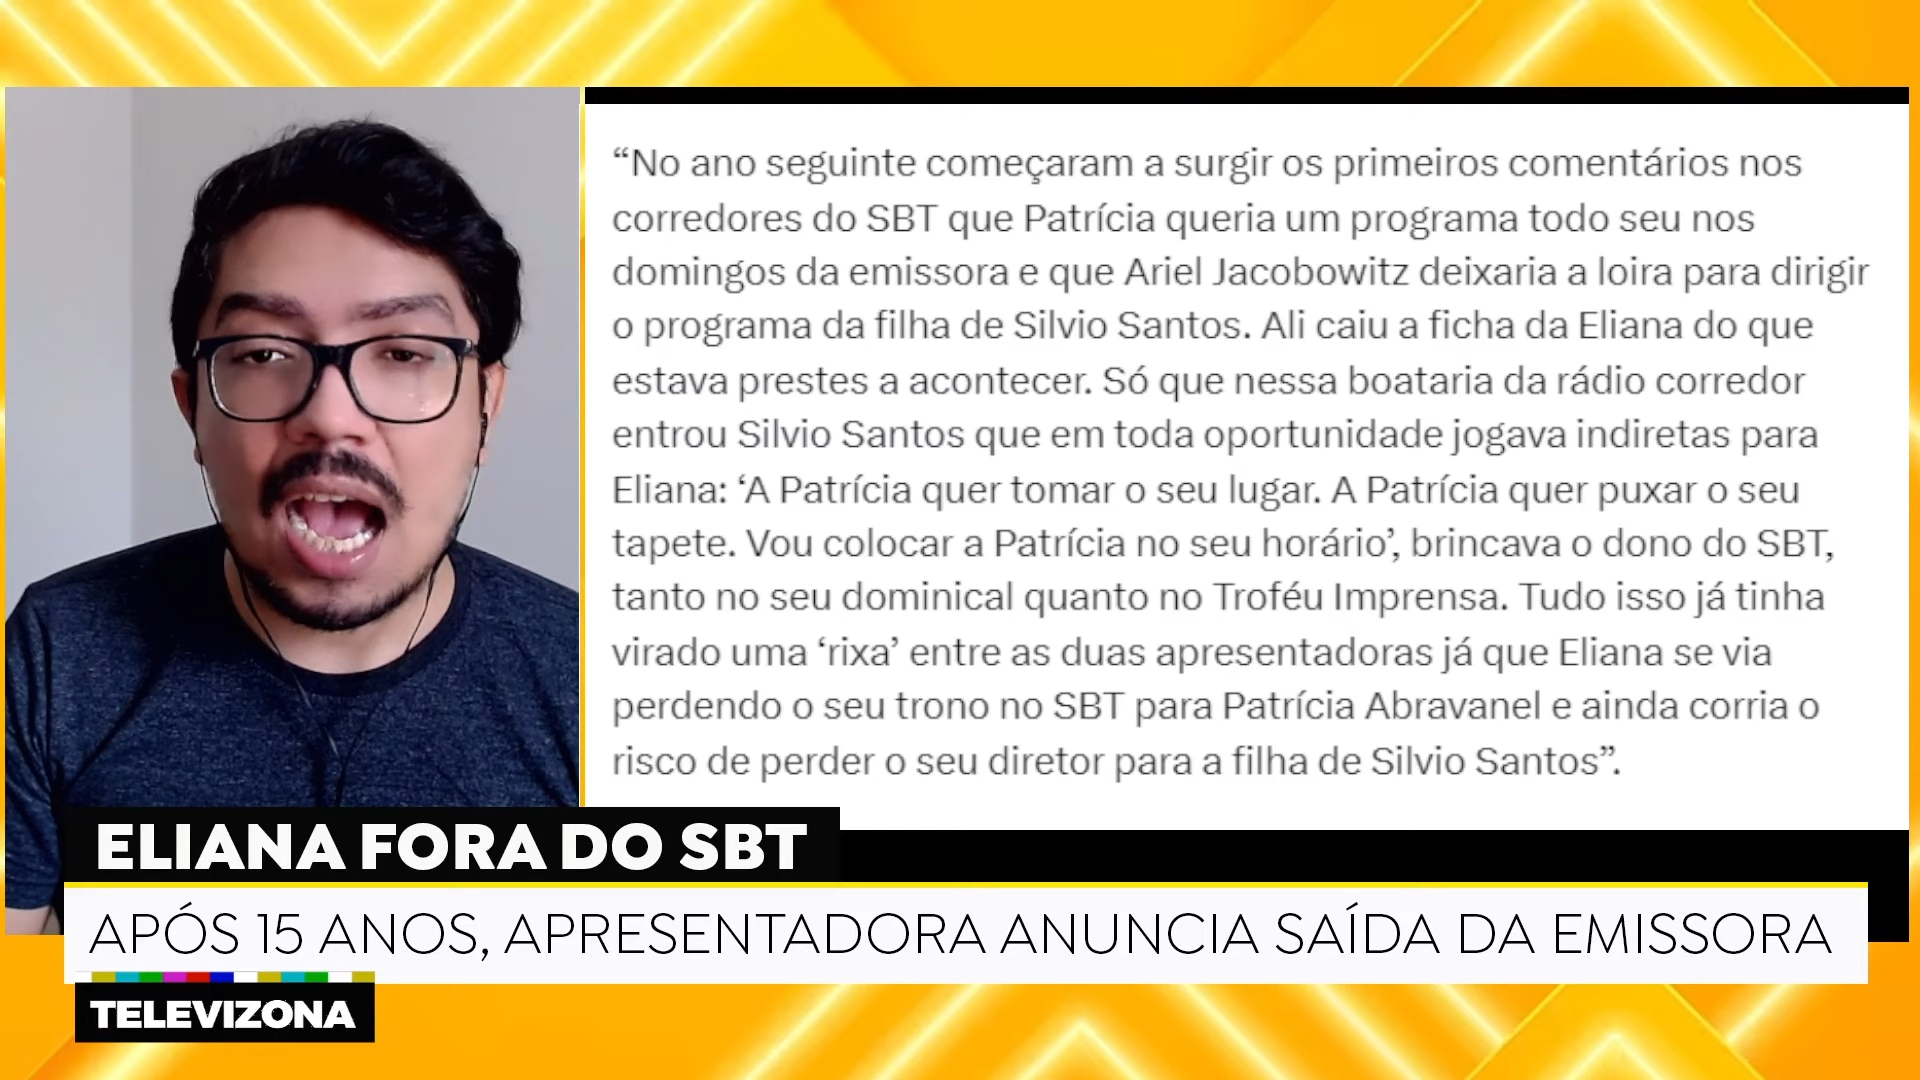 “No ano seguinte começaram a surgir os primeiros comentários nos
corredores do SBT que Patrícia queria um programa todo seu nos
domingos da emissora e que Ariel Jacobowitz deixaria a loira para dirigir
o programa da filha de Silvio Santos. Ali caiu a ficha da Eliana do que
estava prestes a acontecer. Só que nessa boataria da rádio corredor
entrou Silvio Santos que em toda oportunidade jogava indiretas para
Eliana: ‘A Patrícia quer tomar o seu lugar. A Patrícia quer puxar o seu
tapete. Vou colocar a Patrícia no seu horário’, brincava o dono do SBT,
tanto no seu dominical quanto no Troféu Imprensa. Tudo isso já tinha
virado uma ‘rixa’ entre as duas apresentadoras já que Eliana se via
perdendo o seu trono no SBT para Patrícia Abravanel e ainda corria o
risco de perder o seu diretor para a filha de Silvio Santos”.
ELIANA FORA DO SBT
APÓS 15 ANOS, APRESENTADORA ANUNCIA SAÍDA DA EMISSORA
TELEVIZONA